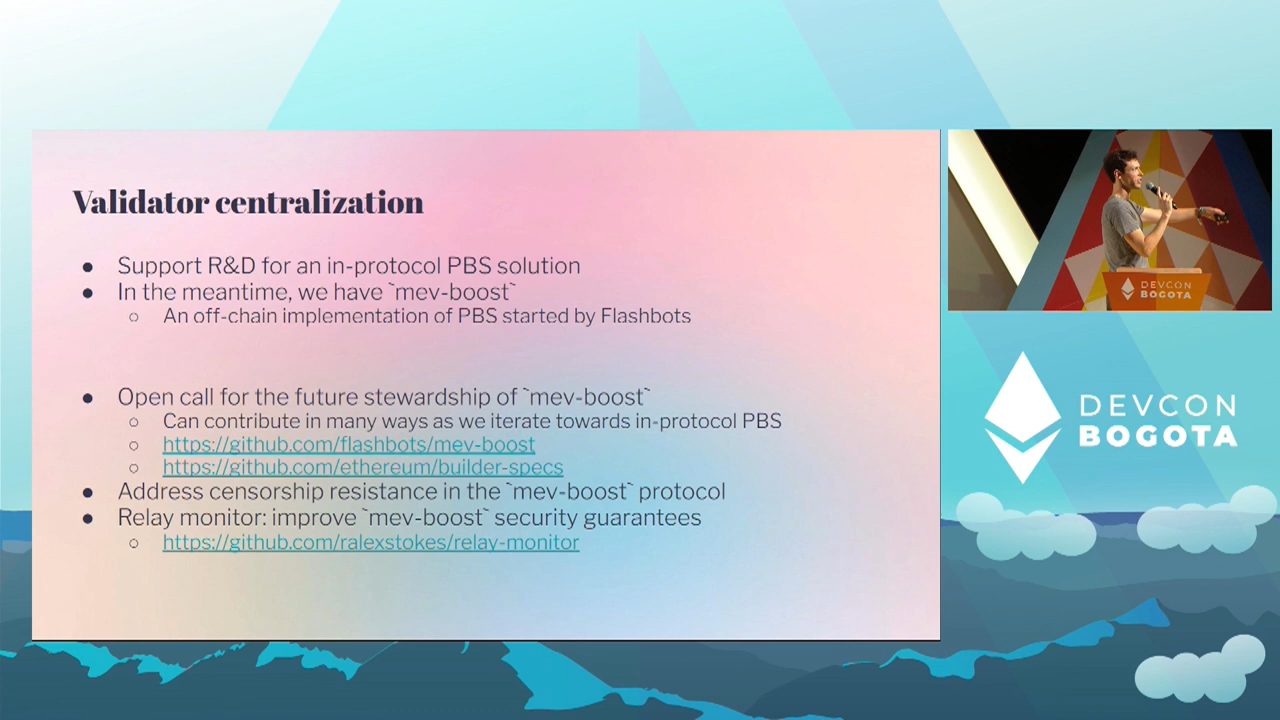 Validator centralization
● Support R&D for an in-protocol PBS solution
● In the meantime, we have `mev-boost`
○ An off-chain implementation of PBS started by Flashbots
● Open call for the future stewardship of `mev-boost`
○ Can contribute in many ways as we iterate towards in-protocol PBS
○ https://github.com/flashbots/mev-boost
○ https://github.com/ethereum/builder-specs
● Address censorship resistance in the `mev-boost` protocol
● Relay monitor: improve `mev-boost` security guarantees
○ https://github.com/ralexstokes/relay-monitor
DEVCON
BOGOTA
DEVCON
BOGOTA